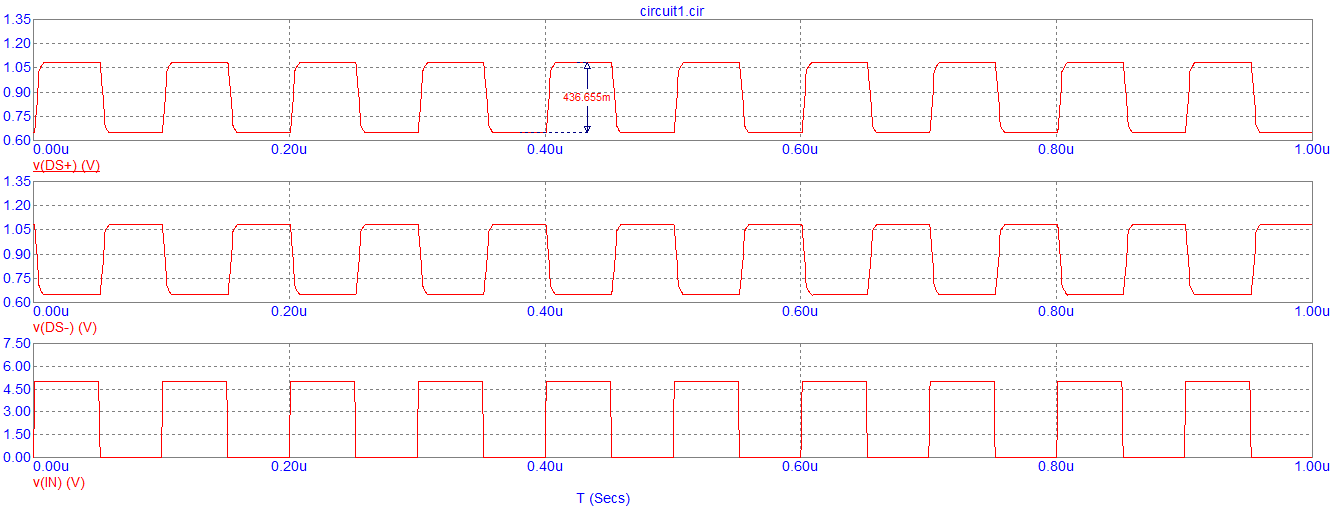 circuit1.cir
1.35
1.20
1.05
0.90
0.75
0.60
436.655m
0.00u 0.20u 0.40u 0.60u 0.80u 1.00u
v(DS+) (V)
1.35
1.20
1.05
0.90
0.75
0.60
0.00u 0.20u 0.40u 0.60u 0.80u 1.00u
v(DS-) (V)
7.50
6.00
4.50
3.00
1.50
0.00
0.00u 0.20u 0.40u 0.60u 0.80u 1.00u
v(IN) (V)
T (Secs)